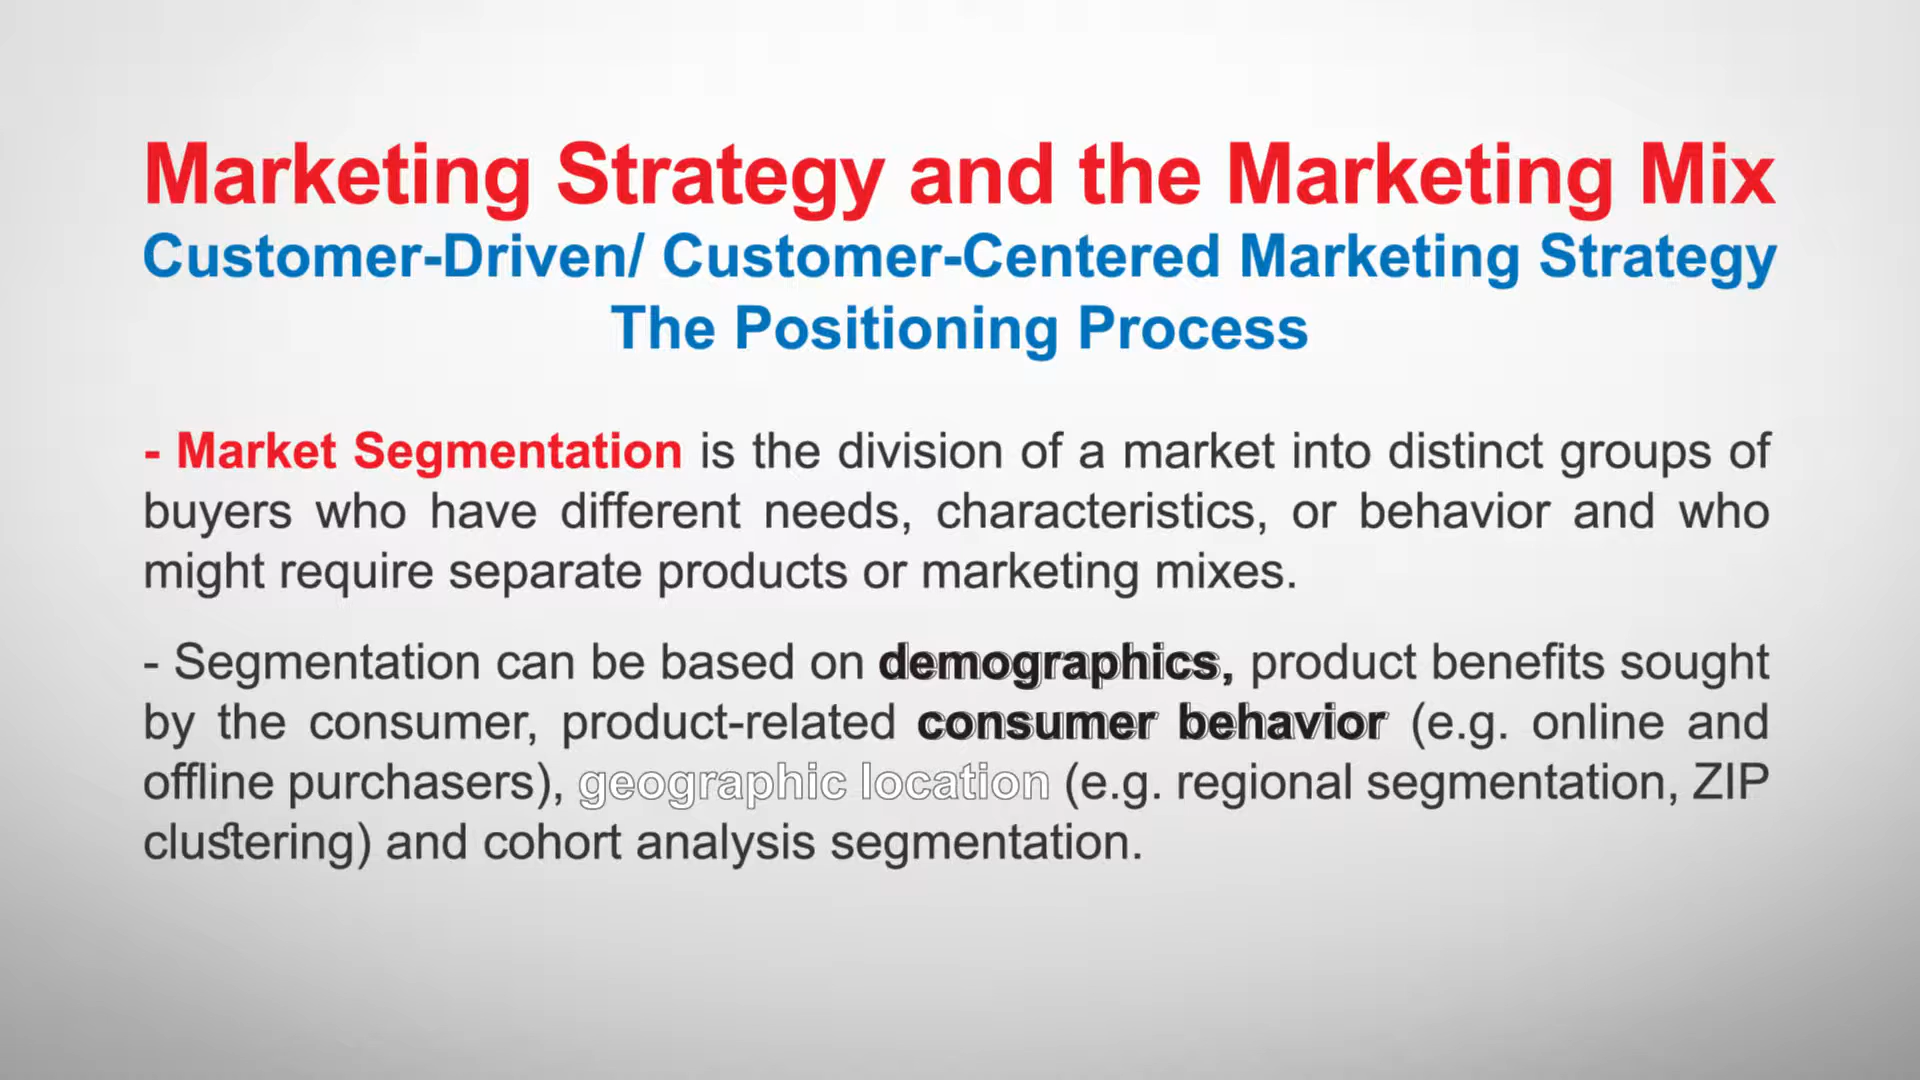 Marketing Strategy and the Marketing Mix
Customer-Driven/ Customer-Centered Marketing Strategy
The Positioning Process
- Market Segmentation is the division of a market into distinct groups of
buyers who have different needs, characteristics, or behavior and who
might require separate products or marketing mixes.
- Segmentation can be based on demographics, product benefits sought
by the consumer, product-related consumer behavior (e.g. online and
offline purchasers), geographic location (e.g. regional segmentation, ZIP
clustering) and cohort analysis segmentation.